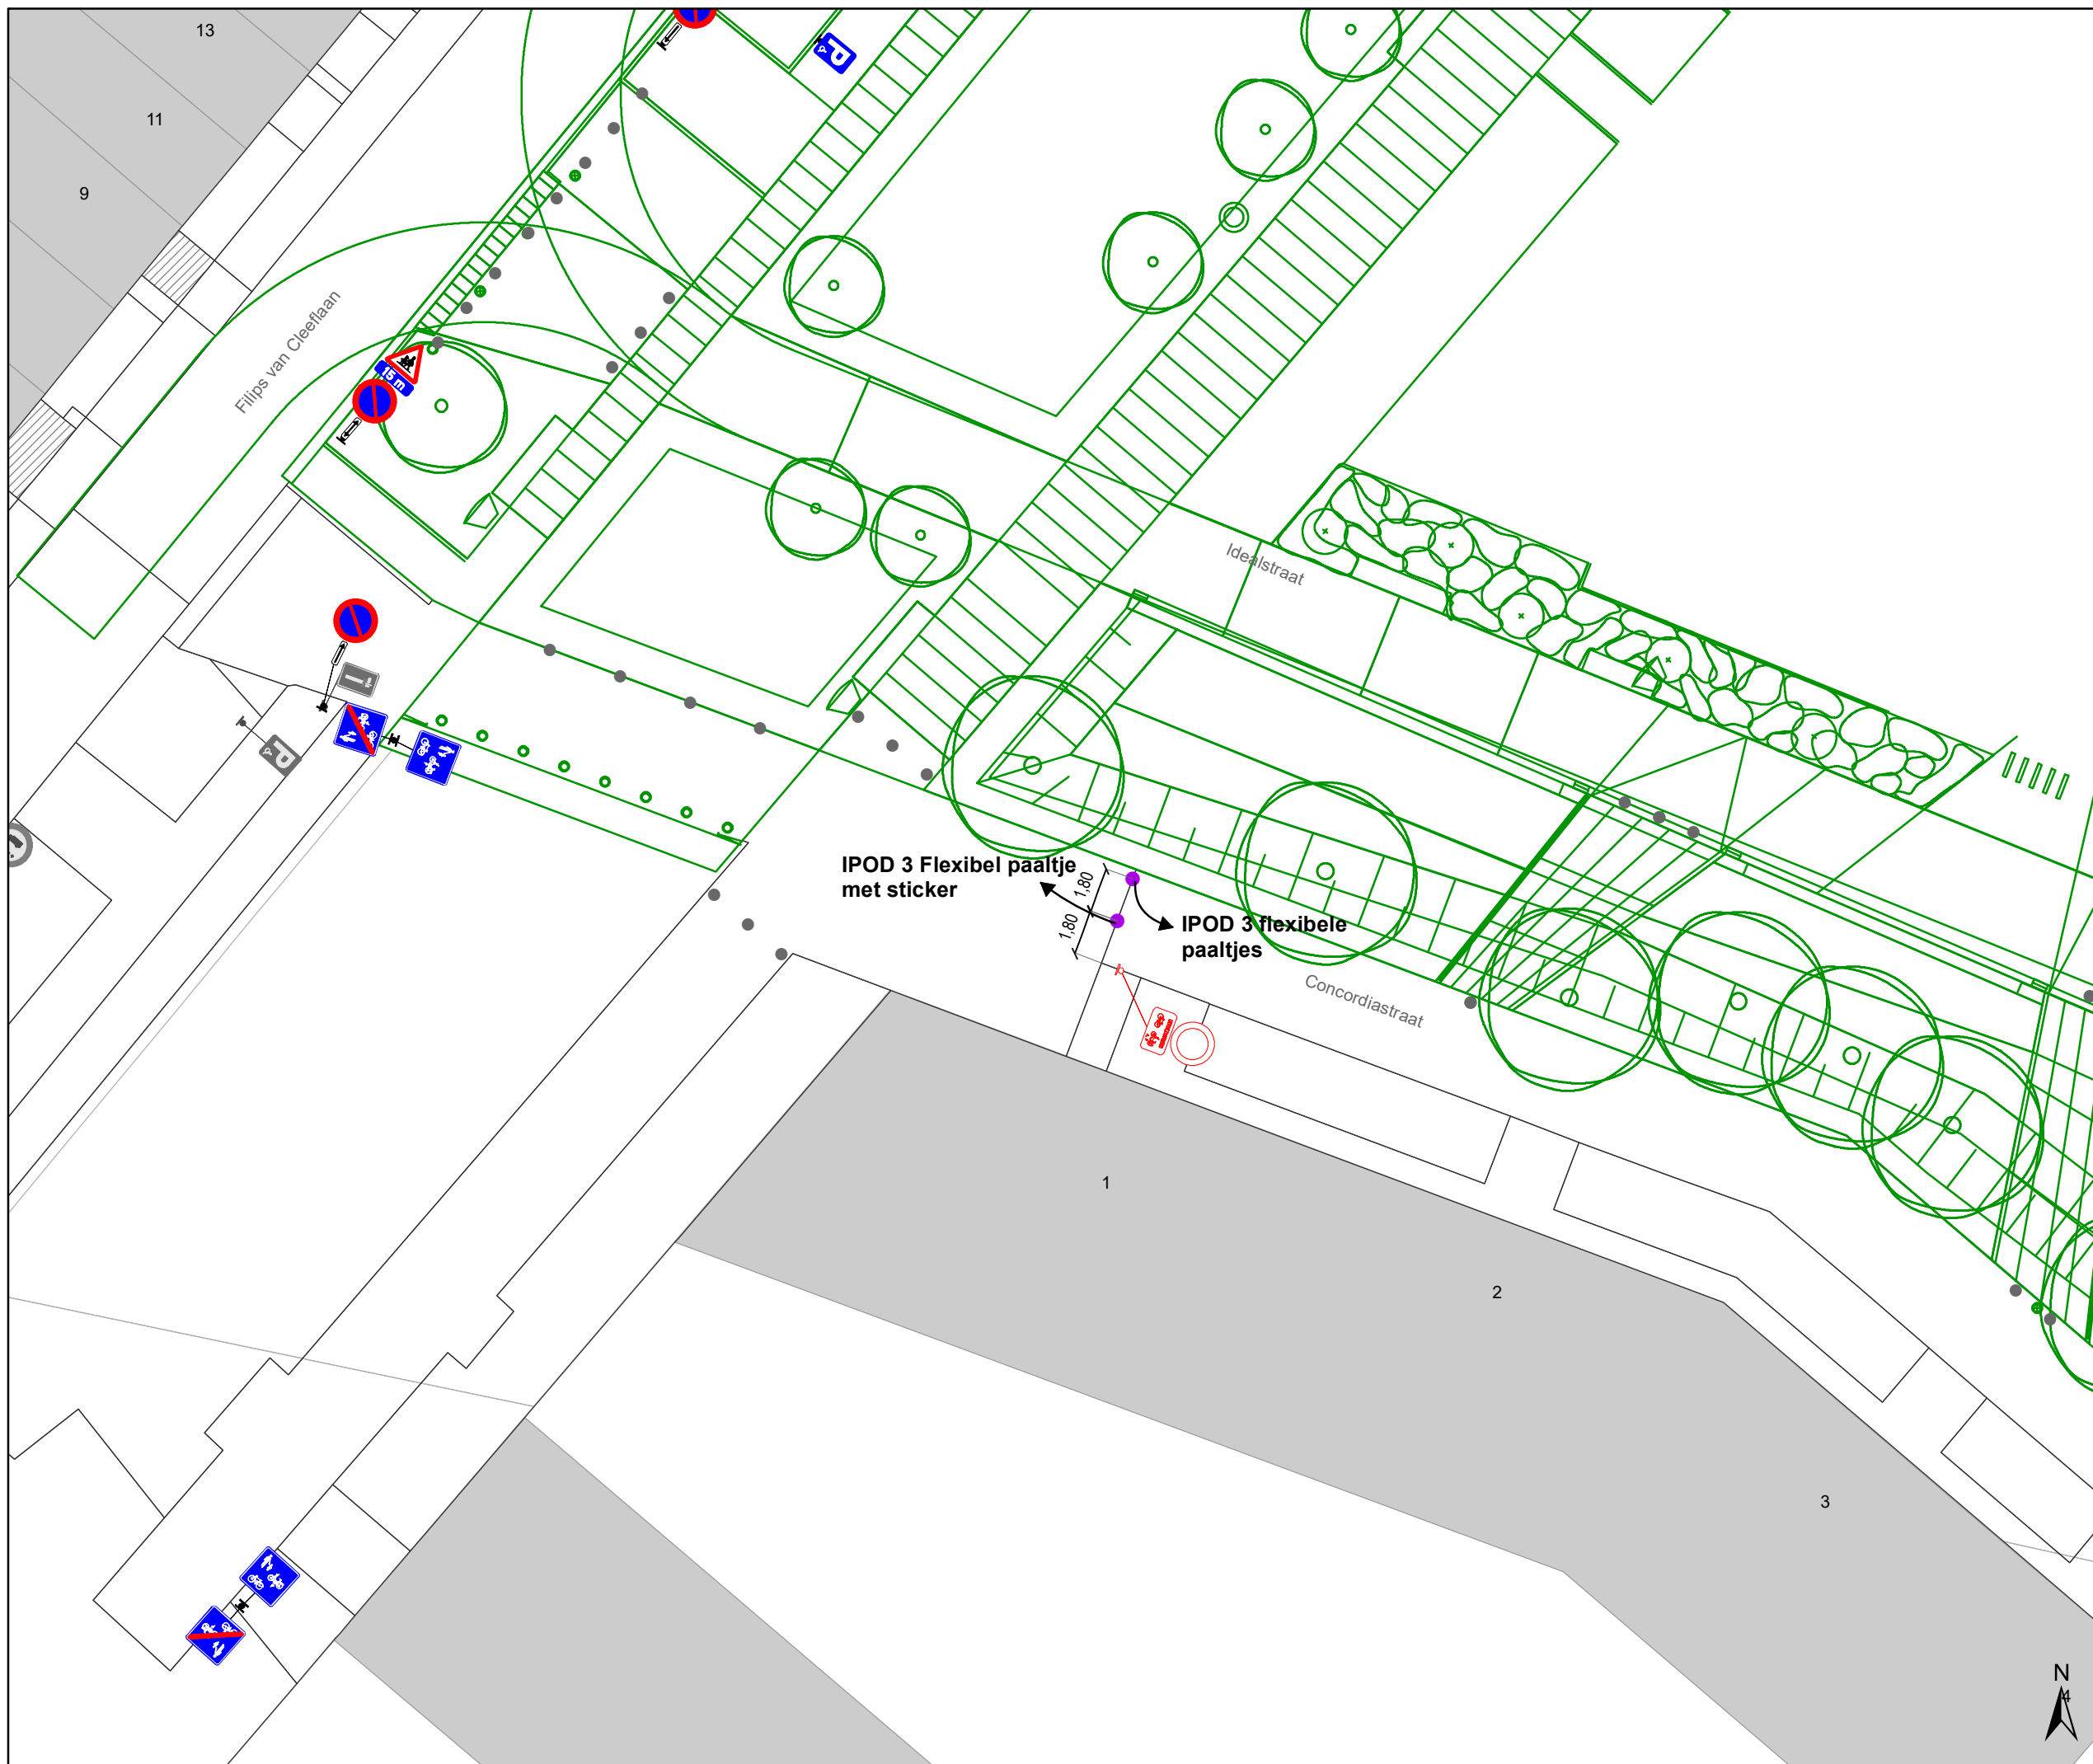 13
11
9
P
Filips van Cleeflaan
15 m
Idealstraat
P
IPOD 3 Flexibel paaltje
met sticker
1,80
1,80
IPOD 3 flexibele
paaltjes
Concordiastraat
1
2
3
N
4